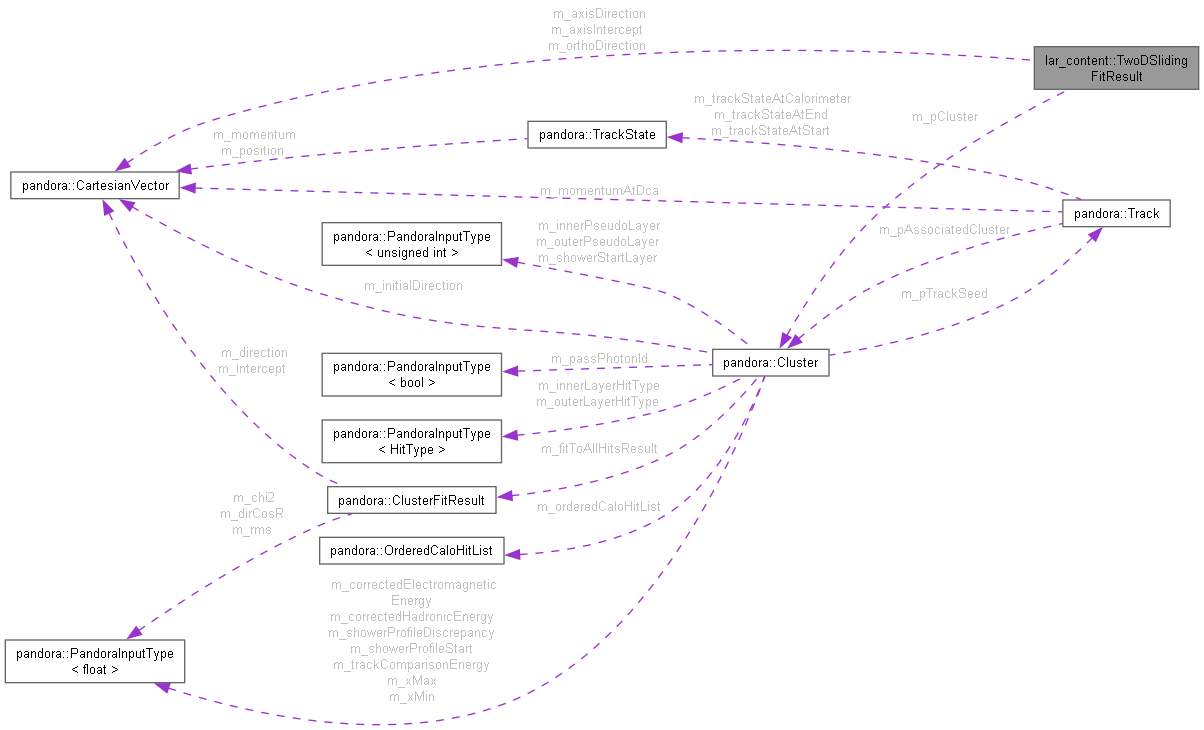 m_axisDirection
m_axisIntercept
m_orthoDirection
lar_content::TwoDSliding
FitResult
m_trackStateAtCalorimeter
m_trackStateAtEnd
m_trackStateAtStart
m_pCluster
m_momentum
m_position
pandora::TrackState
pandora::CartesianVector
m_momentumAtDca
pandora::Track
m_innerPseudoLayer
m_outerPseudoLayer
m_showerStartLayer
pandora::PandoraInputType
< unsigned int >
m_pAssociatedCluster
m_initialDirection
m_pTrackSeed
m_direction
m_intercept
pandora::PandoraInputType
< bool >
m_passPhotonId
pandora::Cluster
m_innerLayerHitType
m_outerLayerHitType
pandora::PandoraInputType
< HitType >
m_fitToAllHitsResult
m_chi2
m_dirCosR
m_rms
pandora::ClusterFitResult
m_orderedCaloHitList
pandora::OrderedCaloHitList
m_correctedElectromagnetic
Energy
m_correctedHadronicEnergy
m_showerProfileDiscrepancy
m_showerProfileStart
m_trackComparisonEnergy
m_xMax
m_xMin
pandora::PandoraInputType
< float >